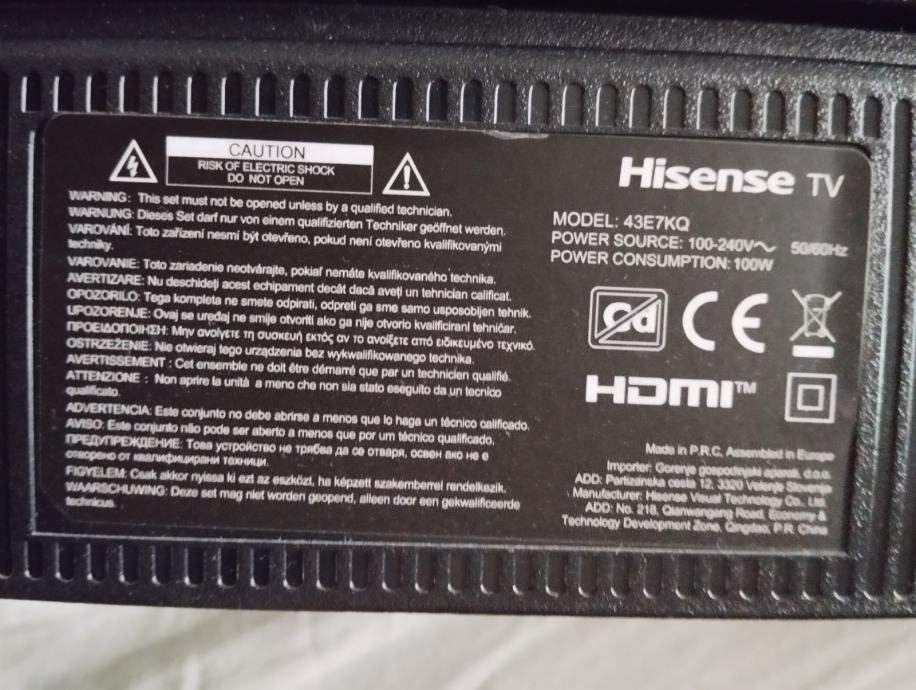 CAUTION
RISK OF ELECTRIC SHOCK
DO NOT OPEN
WARNING: This set must not be opened unless by a qualified technician.
WARNUNG: Dieses Set darf nur von einem qualifizierten Techniker geöffnet werden.
VAROVÁNÍ: Toto zařízení nesmí být otevřeno, pokud není otevřeno kvalifikovanými
techniky.
VAROVANIE: Toto zariadenie neotvárajte, pokiaľ nemáte kvalifikovaného technika.
AVERTIZARE: Nu deschideți acest echipament decât dacă aveți un tehnician calificat.
OPOZORILO: Tega kompleta ne smete odpirati, odpreti ga sme samo usposobljen tehnik.
UPOZORENJE: Ovaj se uređaj ne smije otvoriti ako ga nije otvorio kvalificirani tehničar.
ΠΡΟΕΙΔΟΠΟΙΗΣΗ: Μην ανοίγετε τη συσκευή εκτός αν το ανοίξετε από ειδικευμένο τεχνικό.
OSTRZEŻENIE: Nie otwieraj tego urządzenia bez wykwalifikowanego technika.
AVERTISSEMENT : Cet ensemble ne doit être démarré que par un technicien qualifié.
ATTENZIONE : Non aprire la unità a meno che non sia stato eseguito da un tecnico
qualificato.
ADVERTENCIA: Este conjunto no debe abrirse a menos que lo haga un técnico calificado.
AVISO: Este conjunto não pode ser aberto a menos que por um técnico qualificado.
ПРЕДУПРЕЖДЕНИЕ: Това устройство не трябва да се отваря, освен ако не е
отворено от квалифицирани техници.
FIGYELEM: Csak akkor nyissa ki ezt az eszközt, ha képzett szakemberrel rendelkezik.
WAARSCHUWING: Deze set mag niet worden geopend, alleen door een gekwalificeerde
technicus.
Hisense TV
MODEL: 43E7KQ
POWER SOURCE: 100-240V～ 50/60Hz
POWER CONSUMPTION: 100W
Cd
CE
HDMI™
Made in P.R.C, Assembled in Europe
Importer: Gorenje gospodinjski aparati, d.o.o.
ADD: Partizanska cesta 12, 3320 Velenje Slovenija
Manufacturer: Hisense Visual Technology Co., Ltd.
ADD: No. 218, Qianwangang Road, Economy &
Technology Development Zone, Qingdao, P.R. China